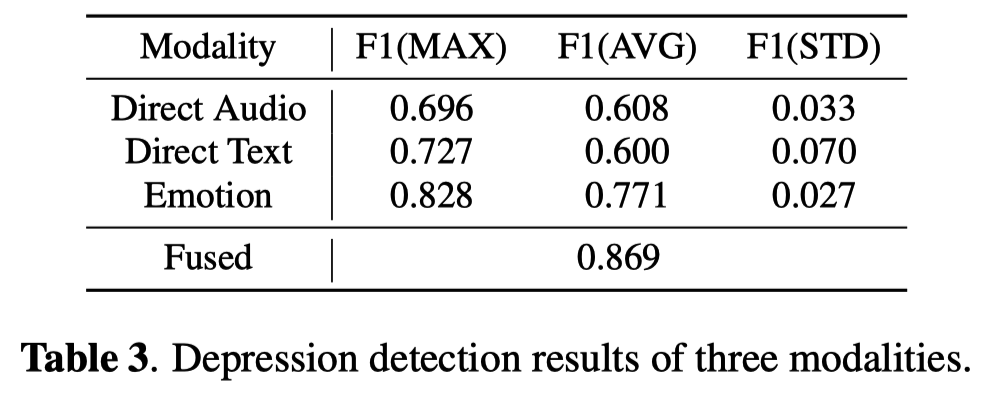 Modality F1(MAX) F1(AVG) F1(STD)
Direct Audio 0.696 0.608 0.033
Direct Text 0.727 0.600 0.070
Emotion 0.828 0.771 0.027
Fused 0.869
Table 3. Depression detection results of three modalities.